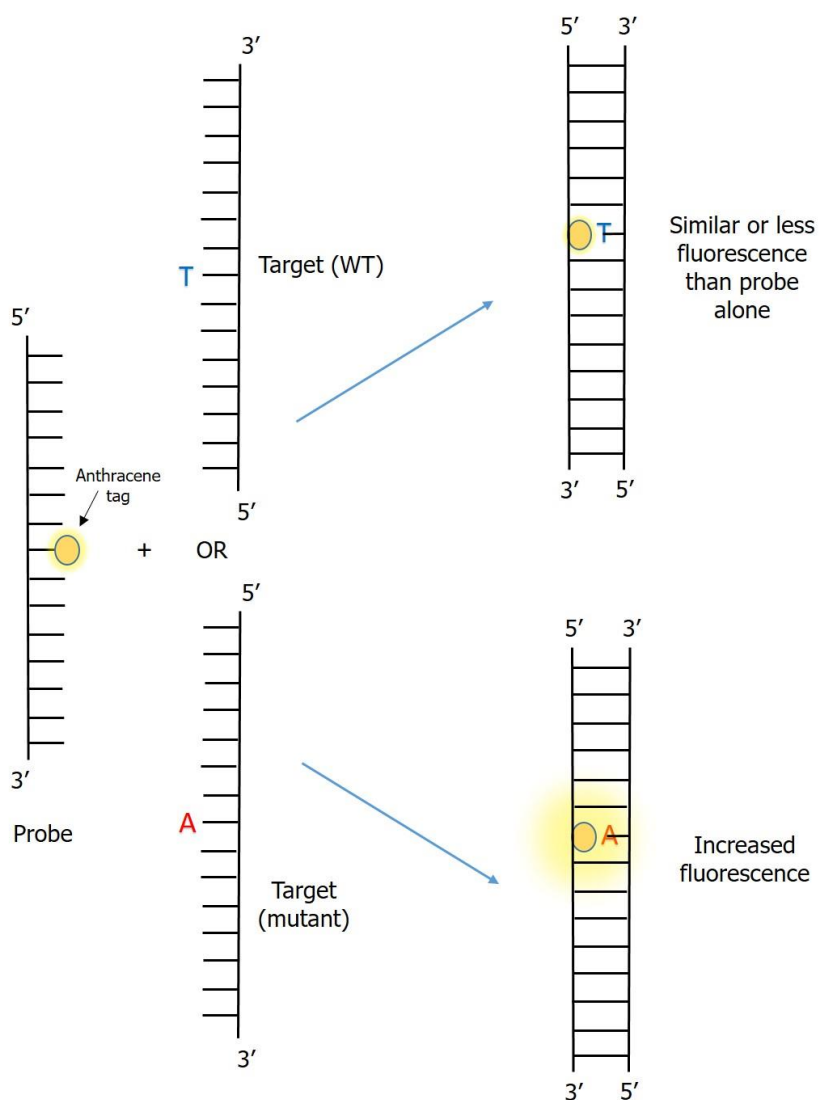 3′
5′
3′
T
Target (WT)
T
Similar or less
fluorescence
than probe
alone
5′
Anthracene
tag
5′
3′
5′
+
OR
5′
5′
3′
3′
Probe
A
Target
(mutant)
A
Increased
fluorescence
3′
3′
5′